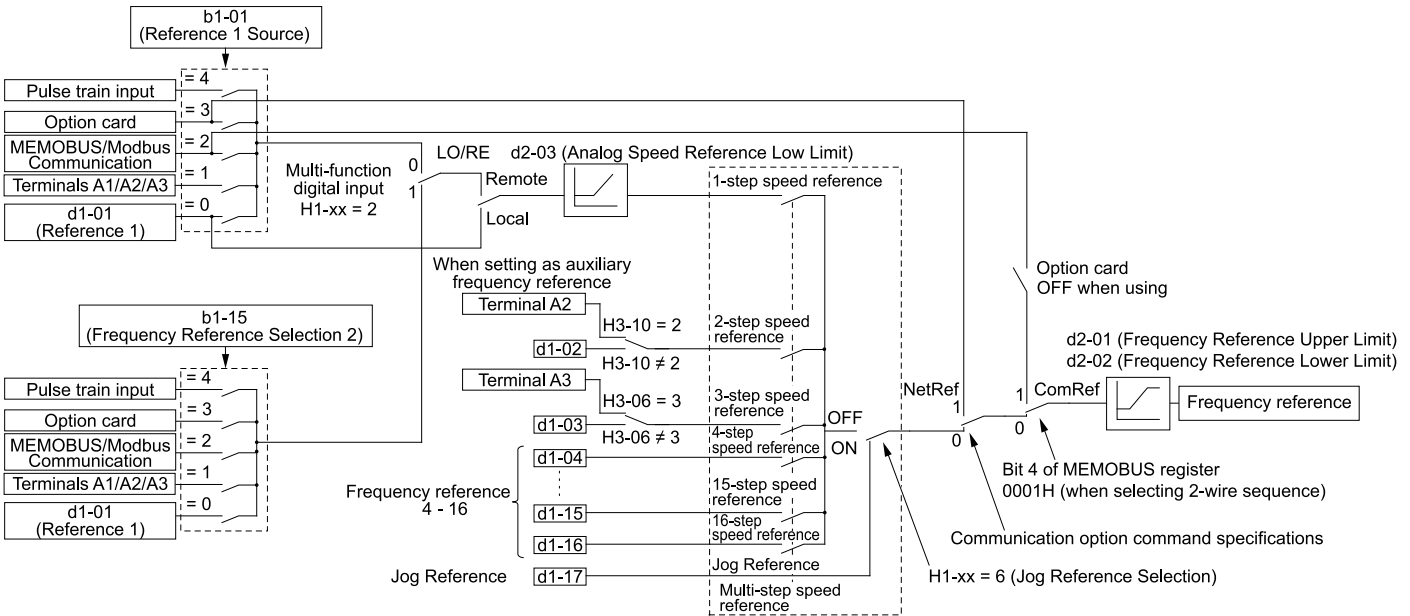 b1-01
(Reference 1 Source)
= 4
Pulse train input
= 3
Option card
= 2
MEMOBUS/Modbus
Communication
= 1
Terminals A1/A2/A3
= 0
d1-01
(Reference 1)
Multi-function
digital input
H1-xx = 2
0
1
LO/RE
Remote
Local
d2-03 (Analog Speed Reference Low Limit)
1-step speed reference
When setting as auxiliary
frequency reference
Terminal A2
H3-10 = 2
d1-02
H3-10 ≠ 2
2-step speed
reference
Terminal A3
H3-06 = 3
d1-03
H3-06 ≠ 3
3-step speed
reference
4-step
speed reference
d1-04
Frequency reference
4 - 16
d1-15
15-step speed
reference
d1-16
16-step
speed reference
Jog Reference
d1-17
Jog Reference
Multi-step speed
reference
OFF
ON
b1-15
(Frequency Reference Selection 2)
= 4
Pulse train input
= 3
Option card
= 2
MEMOBUS/Modbus
Communication
= 1
Terminals A1/A2/A3
= 0
d1-01
(Reference 1)
Option card
OFF when using
d2-01 (Frequency Reference Upper Limit)
d2-02 (Frequency Reference Lower Limit)
NetRef
1
0
ComRef
1
0
Frequency reference
Bit 4 of MEMOBUS register
0001H (when selecting 2-wire sequence)
Communication option command specifications
H1-xx = 6 (Jog Reference Selection)